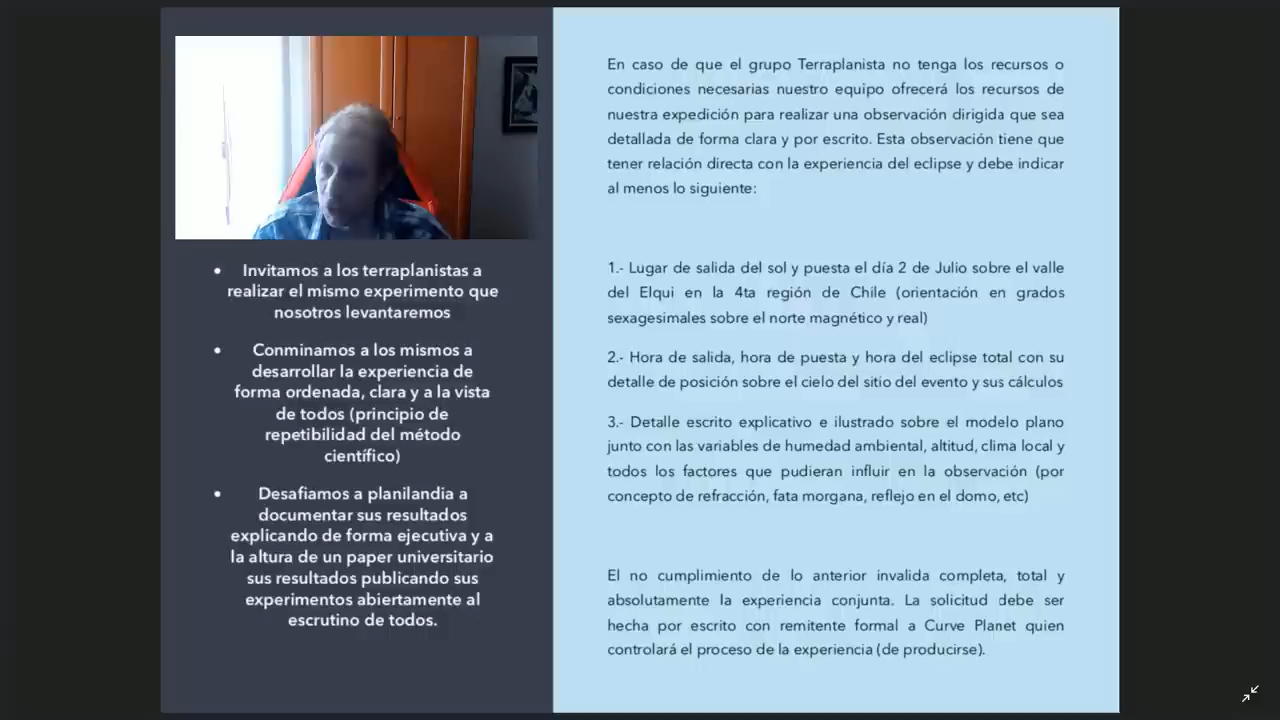 • Invitamos a los terraplanistas a
realizar el mismo experimento que
nosotros levantaremos
• Conminamos a los mismos a
desarrollar la experiencia de
forma ordenada, clara y a la vista
de todos (principio de
repetibilidad del método
científico)
• Desafiamos a planilandia a
documentar sus resultados
explicando de forma ejecutiva y a
la altura de un paper universitario
sus resultados publicando sus
experimentos abiertamente al
escrutino de todos.
En caso de que el grupo Terraplanista no tenga los recursos o
condiciones necesarias nuestro equipo ofrecerá los recursos de
nuestra expedición para realizar una observación dirigida que sea
detallada de forma clara y por escrito. Esta observación tiene que
tener relación directa con la experiencia del eclipse y debe indicar
al menos lo siguiente:
1.- Lugar de salida del sol y puesta el día 2 de Julio sobre el valle
del Elqui en la 4ta región de Chile (orientación en grados
sexagesimales sobre el norte magnético y real)
2.- Hora de salida, hora de puesta y hora del eclipse total con su
detalle de posición sobre el cielo del sitio del evento y sus cálculos
3.- Detalle escrito explicativo e ilustrado sobre el modelo plano
junto con las variables de humedad ambiental, altitud, clima local y
todos los factores que pudieran influir en la observación (por
concepto de refracción, fata morgana, reflejo en el domo, etc)
El no cumplimiento de lo anterior invalida completa, total y
absolutamente la experiencia conjunta. La solicitud debe ser
hecha por escrito con remitente formal a Curve Planet quien
controlará el proceso de la experiencia (de producirse).